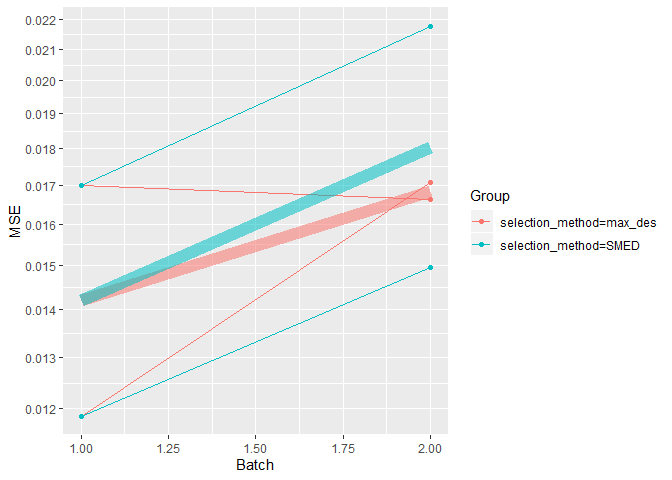 0.022
0.021
0.020
0.019
0.018
0.017
0.016
0.015
0.014
0.013
0.012
MSE
1.00 1.25 1.50 1.75 2.00
Batch
Group
selection_method=max_des
selection_method=SMED